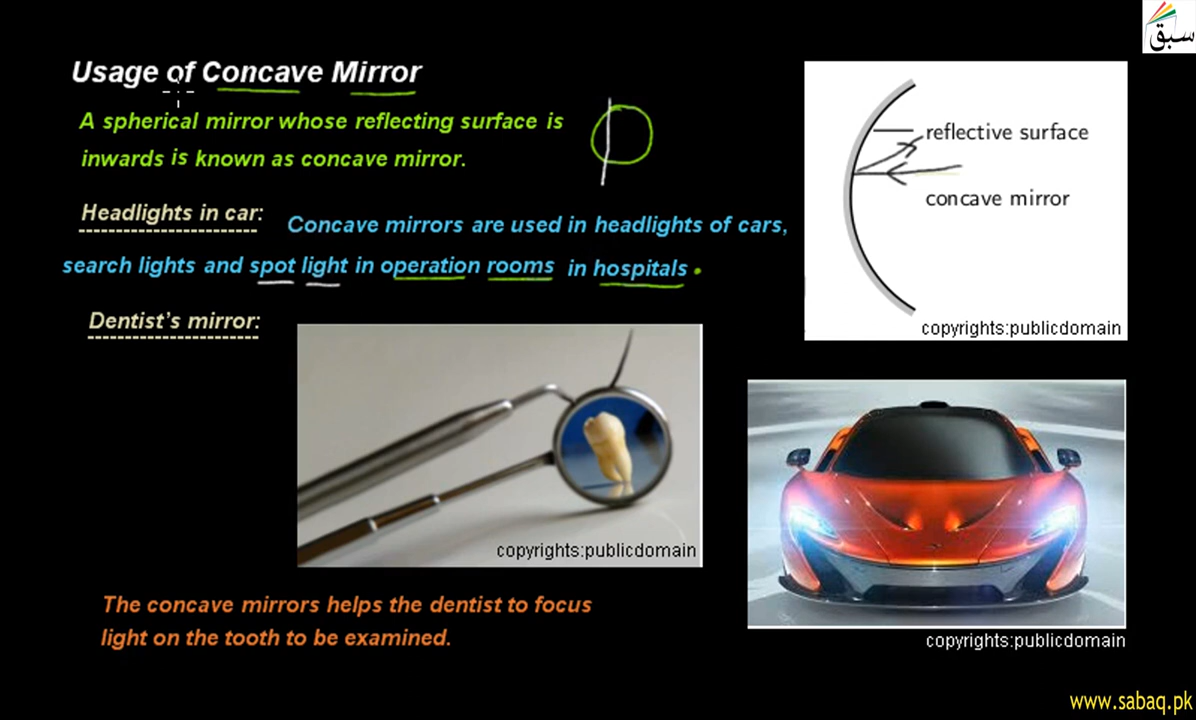 سبق
Usage of Concave Mirror
A spherical mirror whose reflecting surface is
inwards is known as concave mirror.
Headlights in car:
Concave mirrors are used in headlights of cars,
search lights and spot light in operation rooms in hospitals
Dentist's mirror:
copyrights:publicdomain
The concave mirrors helps the dentist to focus
light on the tooth to be examined.
reflective surface
concave mirror
copyrights:publicdomain
copyrights:publicdomain
www.sabaq.pk